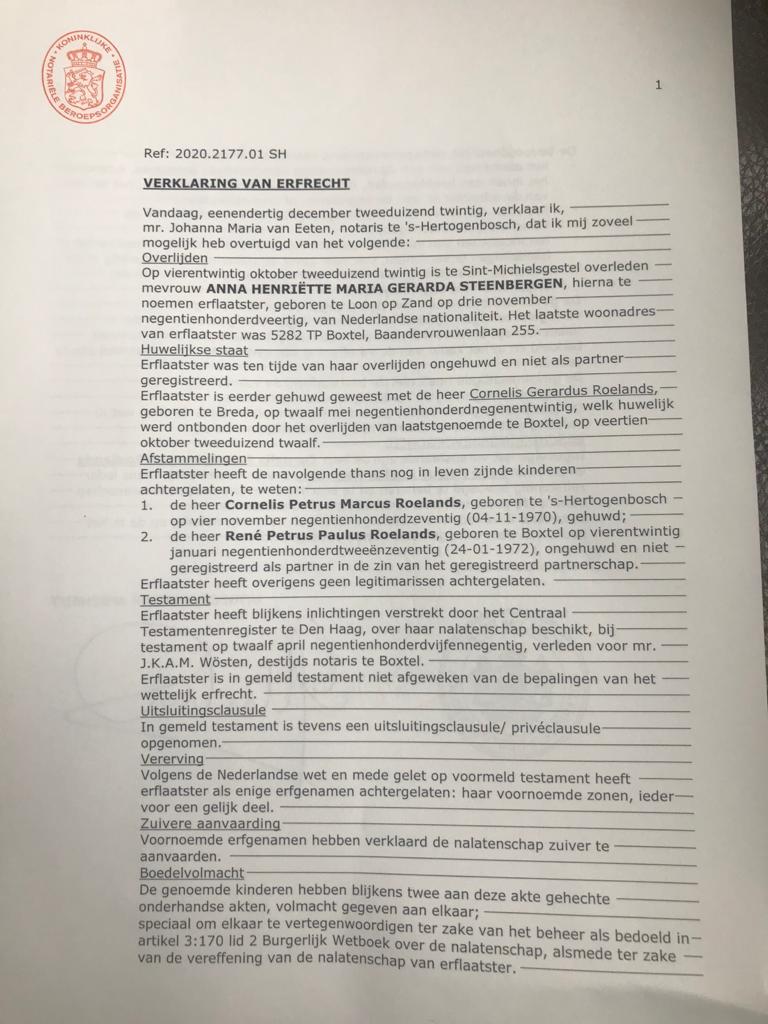 KONINKLIJKE NOTARIËLE BEROEPSORGANISATIE
1
Ref: 2020.2177.01 SH
VERKLARING VAN ERFRECHT
Vandaag, eenendertig december tweeduizend twintig, verklaar ik,
mr. Johanna Maria van Eeten, notaris te 's-Hertogenbosch, dat ik mij zoveel
mogelijk heb overtuigd van het volgende:
Overlijden
Op vierentwintig oktober tweeduizend twintig is te Sint-Michielsgestel overleden
mevrouw ANNA HENRIËTTE MARIA GERARDA STEENBERGEN, hierna te
noemen erflaatster, geboren te Loon op Zand op drie november
negentienhonderdveertig, van Nederlandse nationaliteit. Het laatste woonadres
van erflaatster was 5282 TP Boxtel, Baandervrouwenlaan 255.
Huwelijkse staat
Erflaatster was ten tijde van haar overlijden ongehuwd en niet als partner
geregistreerd.
Erflaatster is eerder gehuwd geweest met de heer Cornelis Gerardus Roelands,
geboren te Breda, op twaalf mei negentienhonderdnegenentwintig, welk huwelijk
werd ontbonden door het overlijden van laatstgenoemde te Boxtel, op veertien
oktober tweeduizend twaalf.
Afstammelingen
Erflaatster heeft de navolgende thans nog in leven zijnde kinderen
achtergelaten, te weten:
1. de heer Cornelis Petrus Marcus Roelands, geboren te 's-Hertogenbosch
op vier november negentienhonderdzeventig (04-11-1970), gehuwd;
2. de heer René Petrus Paulus Roelands, geboren te Boxtel op vierentwintig
januari negentienhonderdtweeënzeventig (24-01-1972), ongehuwd en niet
geregistreerd als partner in de zin van het geregistreerd partnerschap.
Erflaatster heeft overigens geen legitimarissen achtergelaten.
Testament
Erflaatster heeft blijkens inlichtingen verstrekt door het Centraal
Testamentenregister te Den Haag, over haar nalatenschap beschikt, bij
testament op twaalf april negentienhonderdvijfennegentig, verleden voor mr.
J.K.A.M. Wösten, destijds notaris te Boxtel.
Erflaatster is in gemeld testament niet afgeweken van de bepalingen van het
wettelijk erfrecht.
Uitsluitingsclausule
In gemeld testament is tevens een uitsluitingsclausule/ privéclausule
opgenomen.
Vererving
Volgens de Nederlandse wet en mede gelet op voormeld testament heeft
erflaatster als enige erfgenamen achtergelaten: haar voornoemde zonen, ieder
voor een gelijk deel.
Zuivere aanvaarding
Voornoemde erfgenamen hebben verklaard de nalatenschap zuiver te
aanvaarden.
Boedelvolmacht
De genoemde kinderen hebben blijkens twee aan deze akte gehechte
onderhandse akten, volmacht gegeven aan elkaar;
speciaal om elkaar te vertegenwoordigen ter zake van het beheer als bedoeld in
artikel 3:170 lid 2 Burgerlijk Wetboek over de nalatenschap, alsmede ter zake
van de vereffening van de nalatenschap van erflaatster.